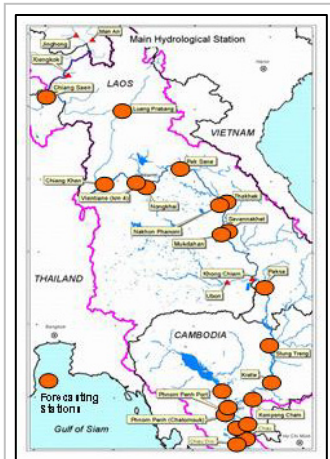 Main Hydrological Station
Man An
Jinghong
Xiengkok
Hanoi
Chiang Saen
LAOS
Luang Prabang
VIETNAM
Pak Sane
Chiang Khan
Vientiane (km 4)
Nongkhai
Thakhek
Savannakhet
Nakhon Phanom
Mukdahan
THAILAND
Khong Chiam
Pakse
Ubon
Bangkok
CAMBODIA
Stung Treng
Kratie
Forecasting
Stations
Phnom Penh Port
Kompong Cham
Phnom Penh (Chatomouk)
Gulf of Siam
Ho Chi Minh